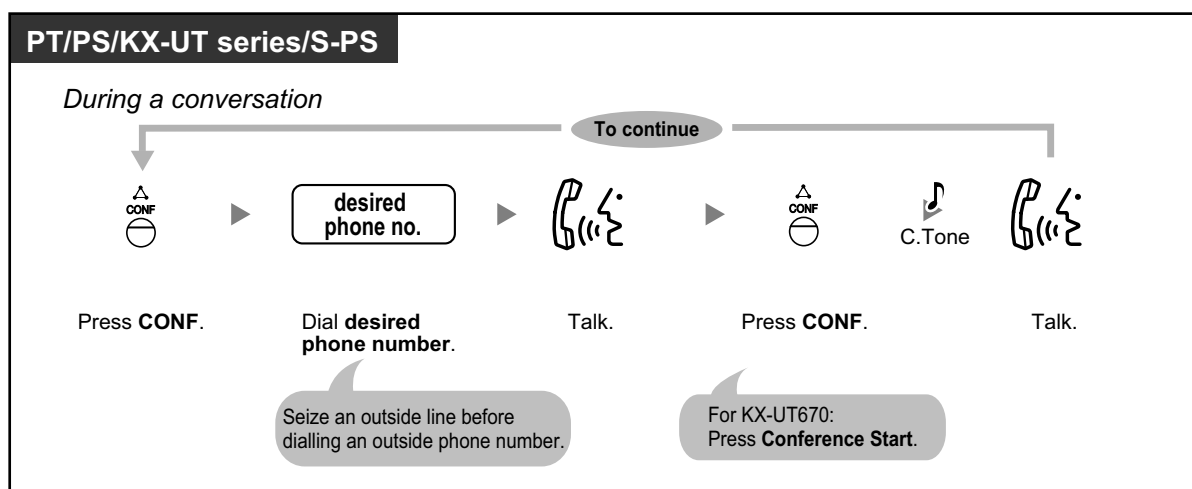 PT/PS/KX-UT series/S-PS
During a conversation
To continue
CONF
desired
phone no.
CONF
C.Tone
Press CONF.
Dial desired
phone number.
Talk.
Press CONF.
Talk.
Seize an outside line before
dialling an outside phone number.
For KX-UT670:
Press Conference Start.